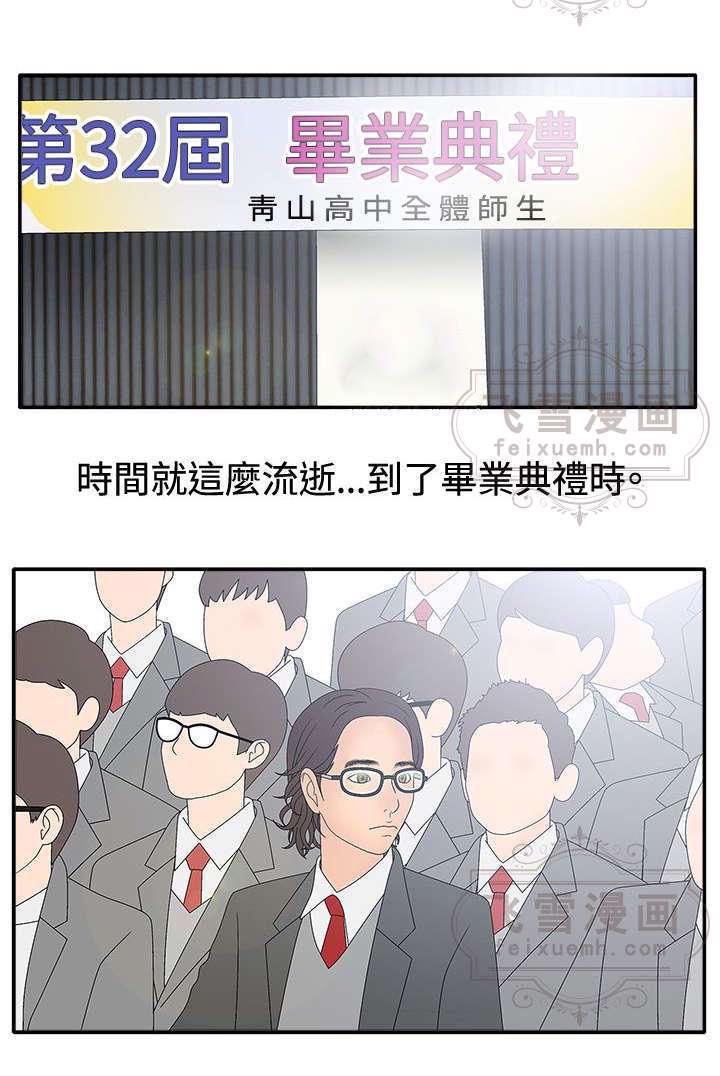 第32屆 畢業典禮
青山高中全體師生
飞雪漫画
feixuemh.com
時間就這麼流逝...到了畢業典禮時。
飞雪漫画
feixuemh.com